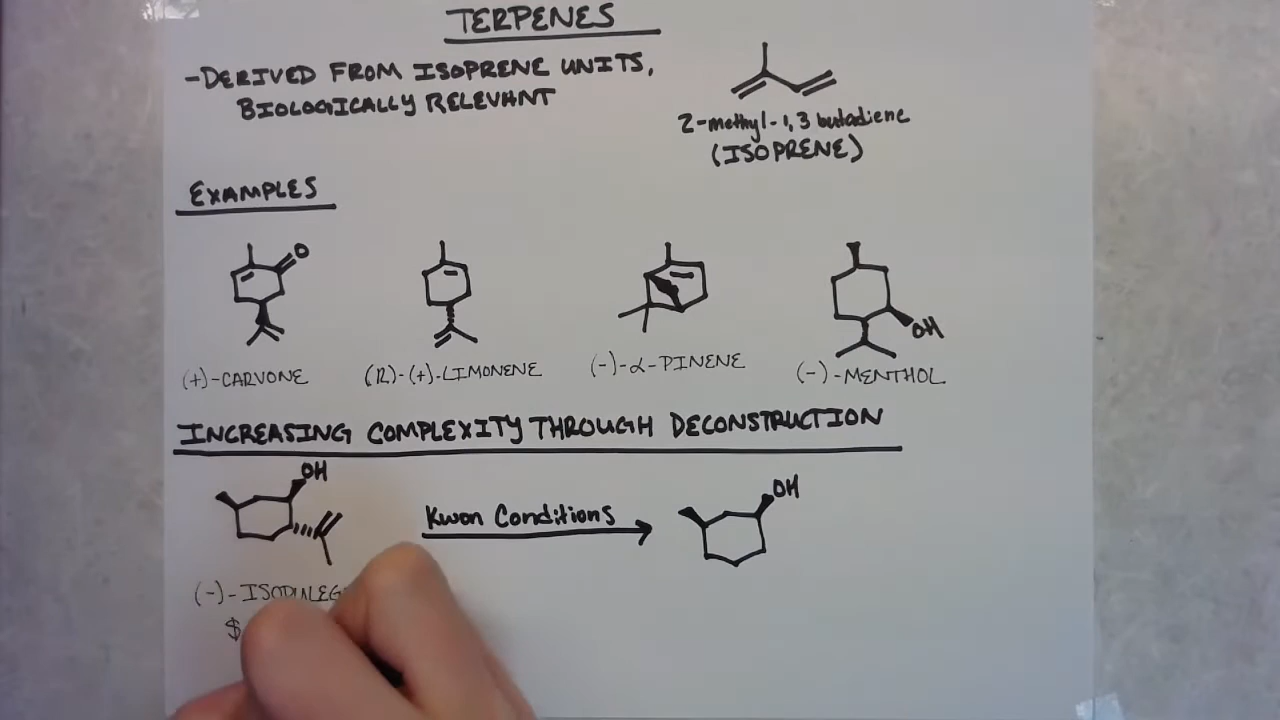 TERPENES
-DERIVED FROM ISOPRENE UNITS,
BIOLOGICALLY RELEVANT
2-methyl-1,3 butadiene
(ISOPRENE)
EXAMPLES
O
OH
(+)-CARVONE
(R)-(+)-LIMONENE
(-)-α-PINENE
(-)-MENTHOL
INCREASING COMPLEXITY THROUGH DECONSTRUCTION
OH
Kwon Conditions
OH
(-)-ISOPULEG
$